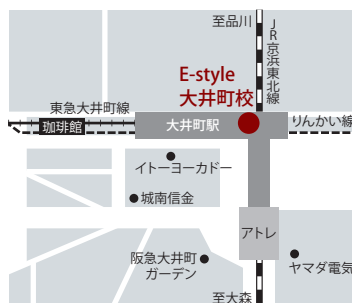 至品川
JR京浜東北線
E-style
大井町校
東急大井町線
珈琲館
大井町駅
りんかい線
イトーヨーカドー
城南信金
アトレ
阪急大井町
ガーデン
ヤマダ電気
至大森